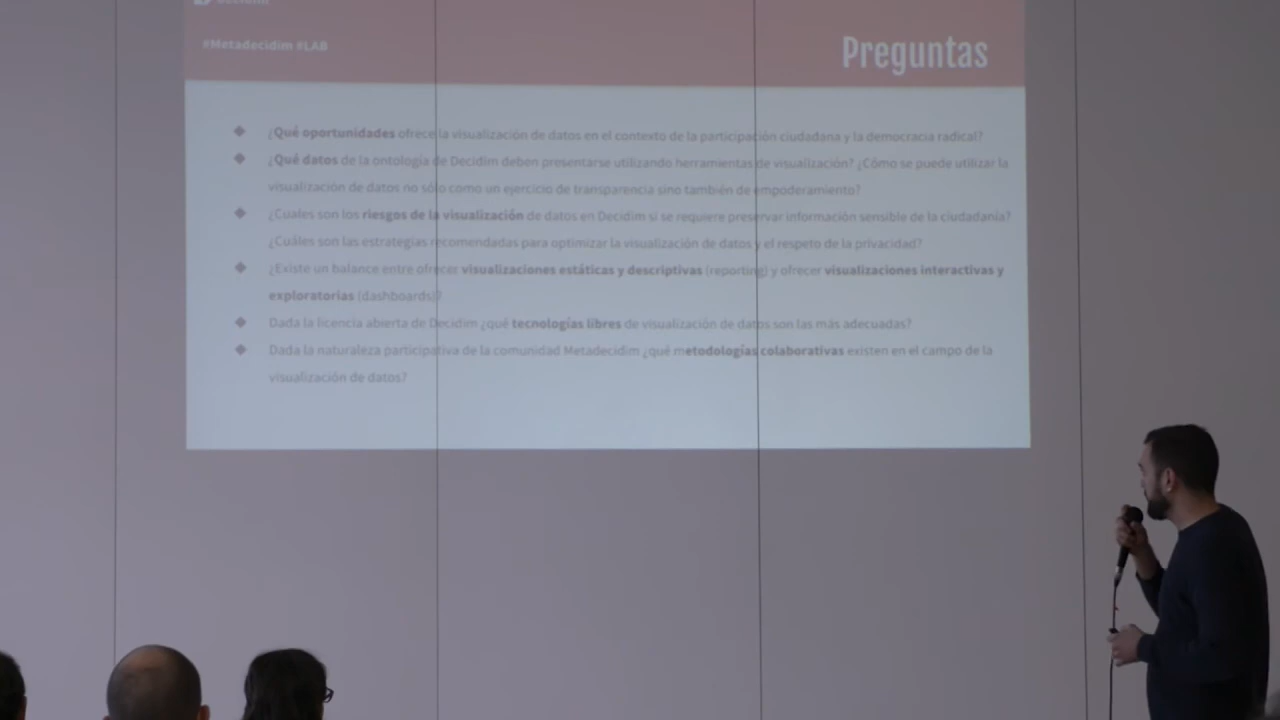 Decidim
#Metadecidim #LAB
Preguntas
¿Qué oportunidades ofrece la visualización de datos en el contexto de la participación ciudadana y la democracia radical?
¿Qué datos de la ontología de Decidim deben presentarse utilizando herramientas de visualización? ¿Cómo se puede utilizar la
visualización de datos no sólo como un ejercicio de transparencia sino también de empoderamiento?
¿Cuales son los riesgos de la visualización de datos en Decidim si se requiere preservar información sensible de la ciudadanía?
¿Cuáles son las estrategias recomendadas para optimizar la visualización de datos y el respeto de la privacidad?
¿Existe un balance entre ofrecer visualizaciones estáticas y descriptivas (reporting) y ofrecer visualizaciones interactivas y
exploratorias (dashboards)?
Dada la licencia abierta de Decidim ¿qué tecnologías libres de visualización de datos son las más adecuadas?
Dada la naturaleza participativa de la comunidad Metadecidim ¿qué metodologías colaborativas existen en el campo de la
visualización de datos?